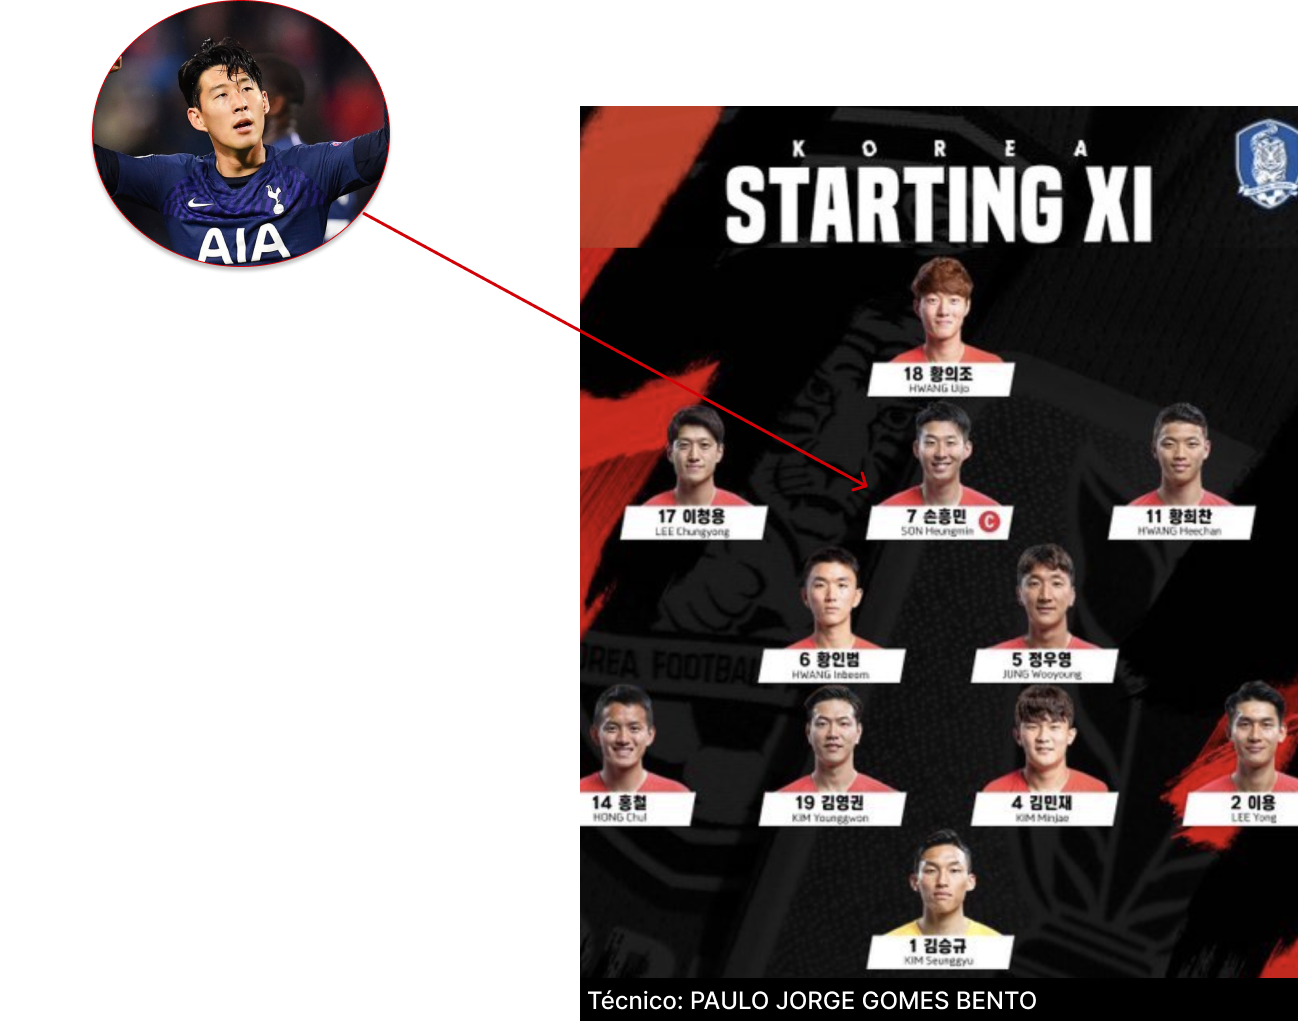 AIA
KOREA
STARTING XI
18 황의조
HWANG Uijo
17 이청용
LEE Chungyong
7 손흥민 C
SON Heungmin
11 황희찬
HWANG Heechan
6 황인범
HWANG Inbeom
5 정우영
JUNG Wooyoung
14 홍철
HONG Chul
19 김영권
KIM Younggwon
4 김민재
KIM Minjae
2 이용
LEE Yong
1 김승규
KIM Seunggyu
REA FOOTBAL
Técnico: PAULO JORGE GOMES BENTO